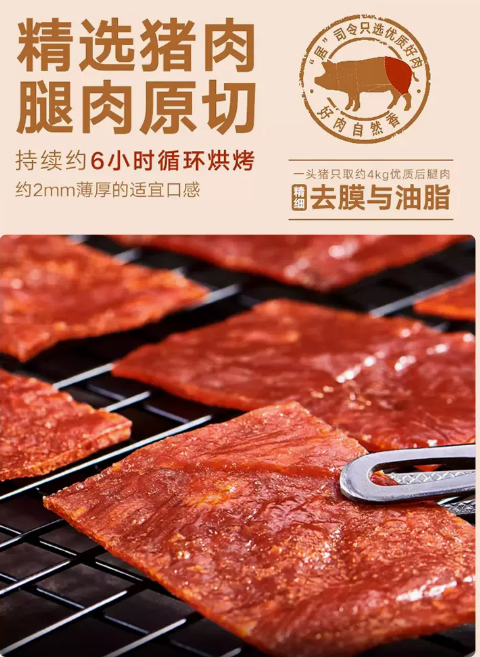 精选猪肉
腿肉原切
持续约6小时循环烘烤
约2mm薄厚的适宜口感
“居”司令只选优质好肉
好肉自然香
一头猪只取约4kg优质后腿肉
精细 去膜与油脂